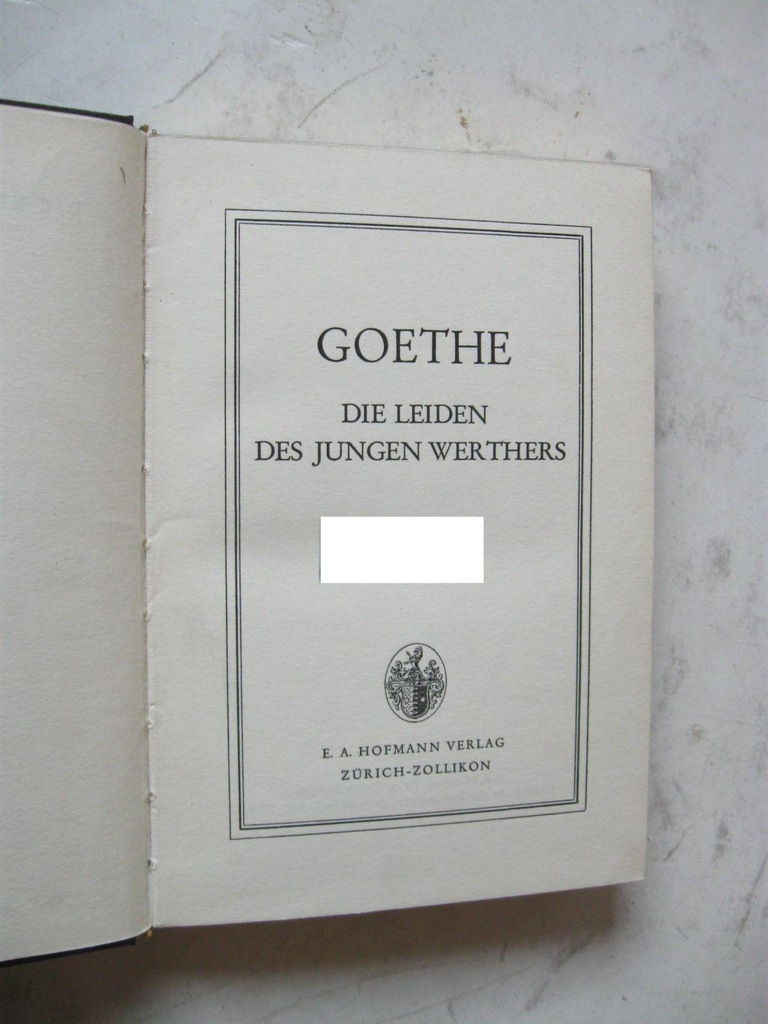 GOETHE
DIE LEIDEN
DES JUNGEN WERTHERS
E. A. HOFMANN VERLAG
ZÜRICH-ZOLLIKON